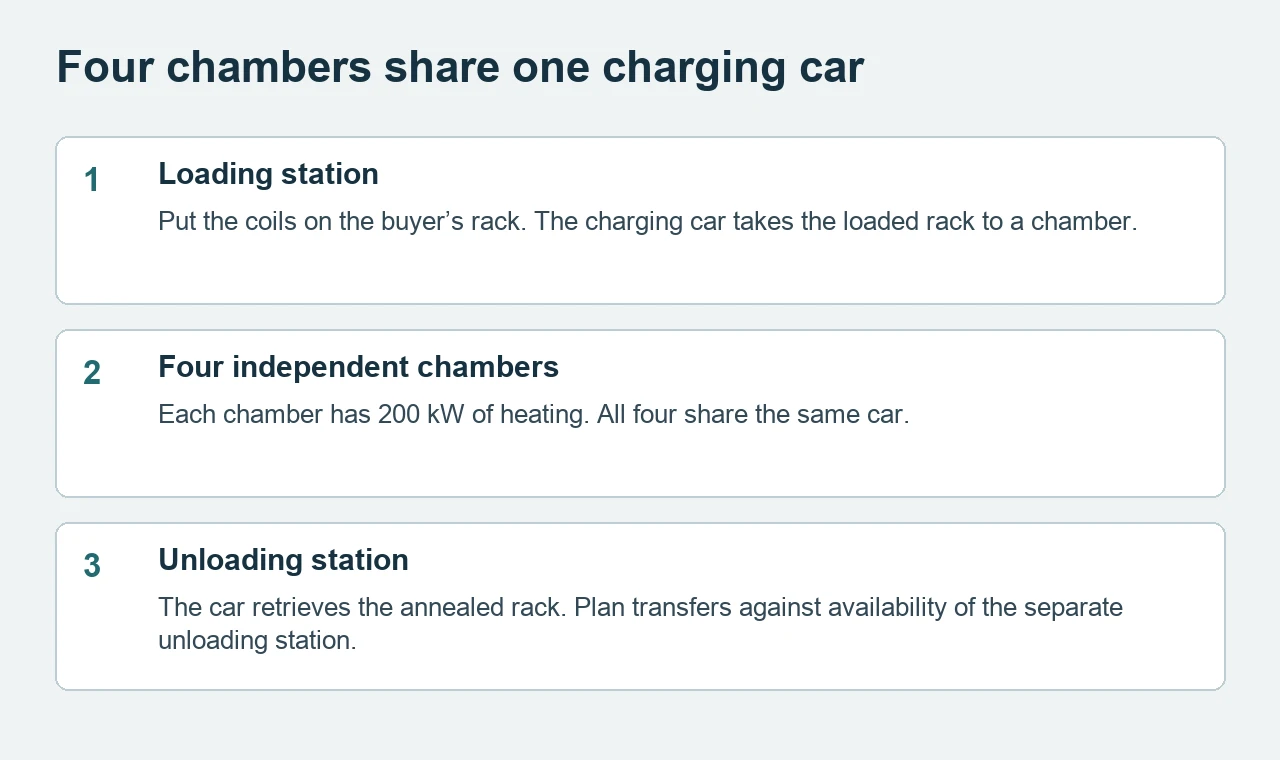 Four chambers share one charging car
1
Loading station
Put the coils on the buyer’s rack. The charging car takes the loaded rack to a chamber.
2
Four independent chambers
Each chamber has 200 kW of heating. All four share the same car.
3
Unloading station
The car retrieves the annealed rack. Plan transfers against availability of the separate
unloading station.